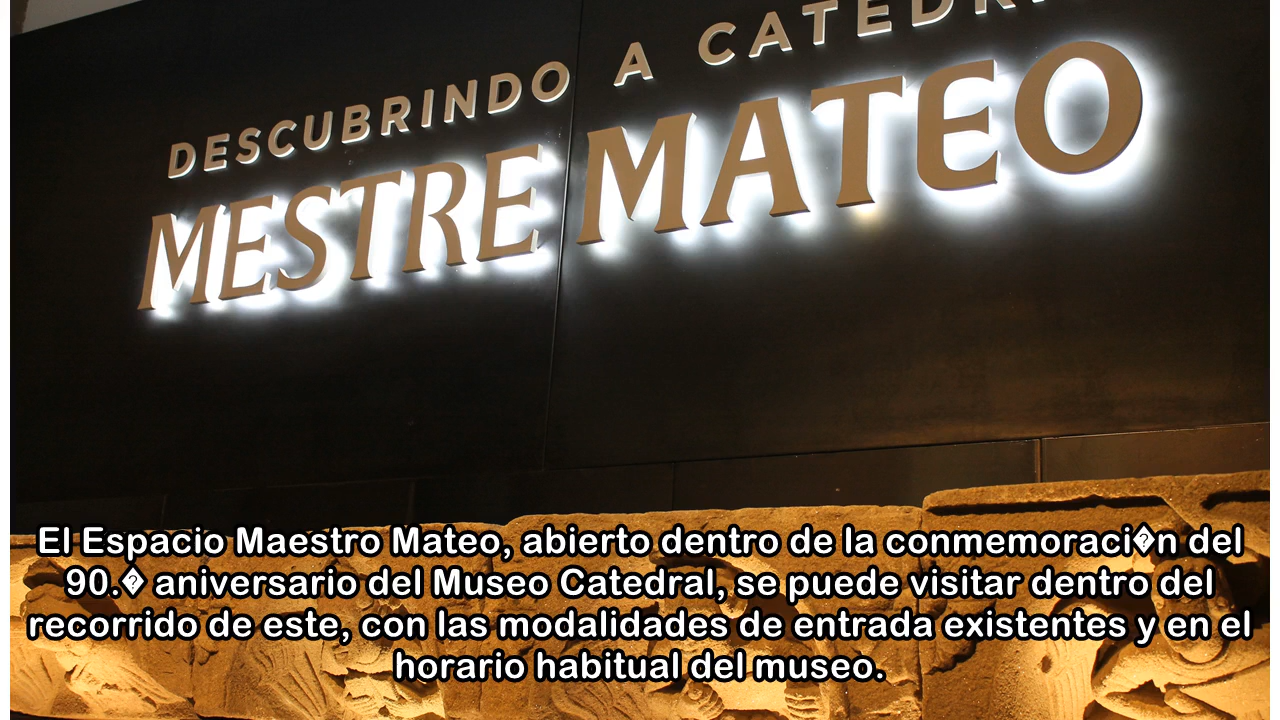 DESCUBRINDO A CATEDR
MESTRE MATEO
El Espacio Maestro Mateo, abierto dentro de la conmemoraci�n del
90.� aniversario del Museo Catedral, se puede visitar dentro del
recorrido de este, con las modalidades de entrada existentes y en el
horario habitual del museo.